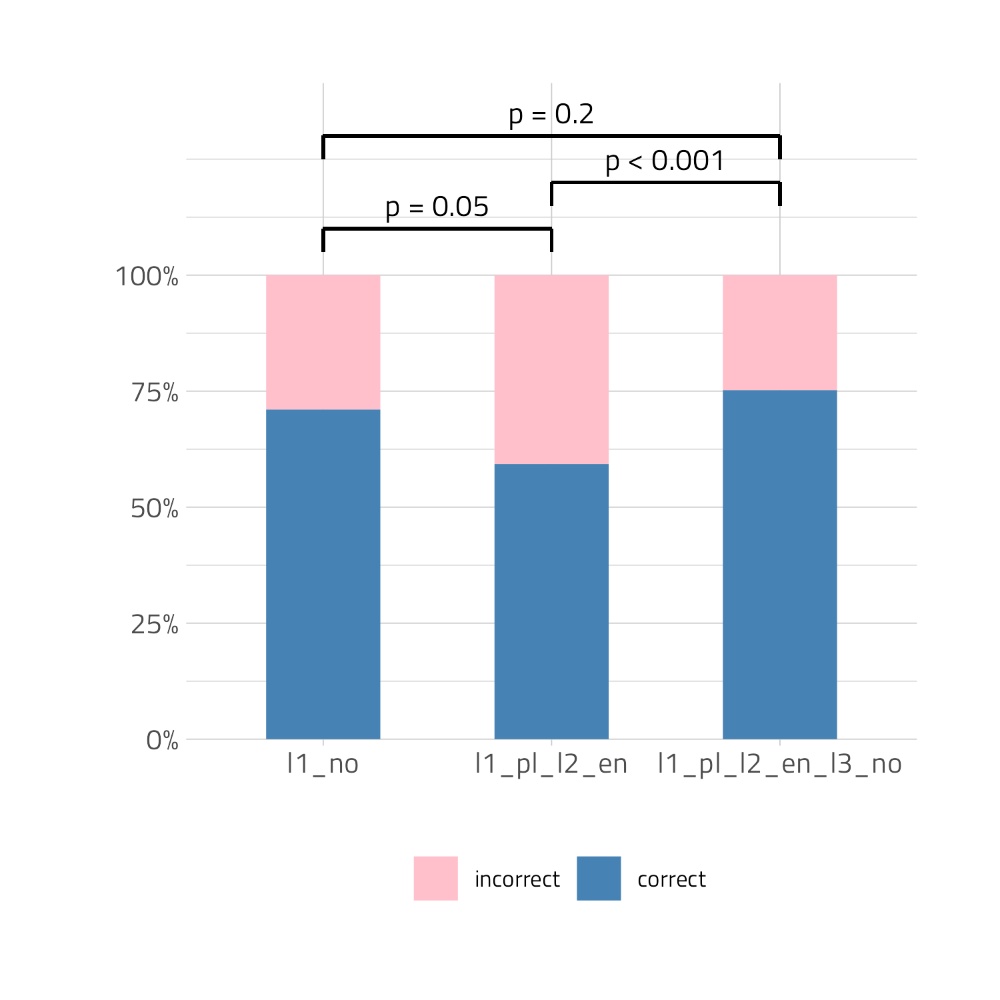 p = 0.2
p < 0.001
p = 0.05
100%
75%
50%
25%
0%
l1_no
l1_pl_l2_en
l1_pl_l2_en_l3_no
incorrect
correct